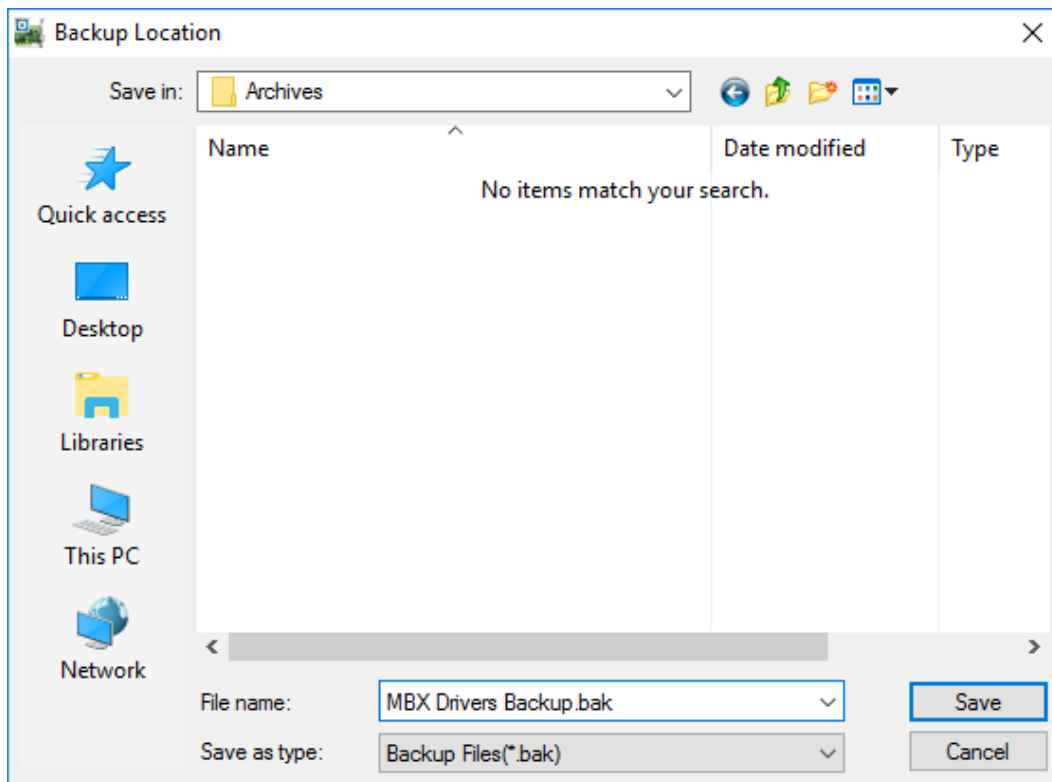 Backup Location
Save in: Archives
Name Date modified Type
No items match your search.
Quick access
Desktop
Libraries
This PC
Network
File name: MBX Drivers Backup.bak Save
Save as type: Backup Files(*.bak) Cancel